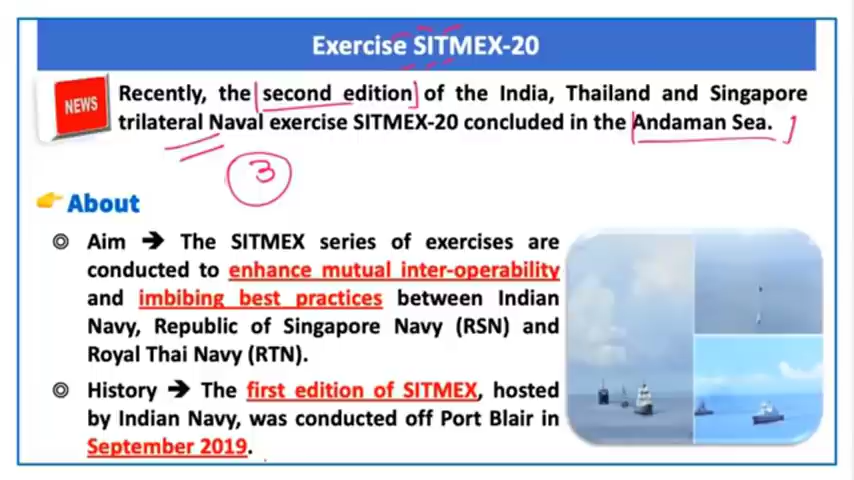 Exercise SITMEX-20
NEWS
Recently, the second edition of the India, Thailand and Singapore
trilateral Naval exercise SITMEX-20 concluded in the Andaman Sea.
3
👉 About
◎ Aim → The SITMEX series of exercises are
conducted to enhance mutual inter-operability
and imbibing best practices between Indian
Navy, Republic of Singapore Navy (RSN) and
Royal Thai Navy (RTN).
◎ History → The first edition of SITMEX, hosted
by Indian Navy, was conducted off Port Blair in
September 2019.